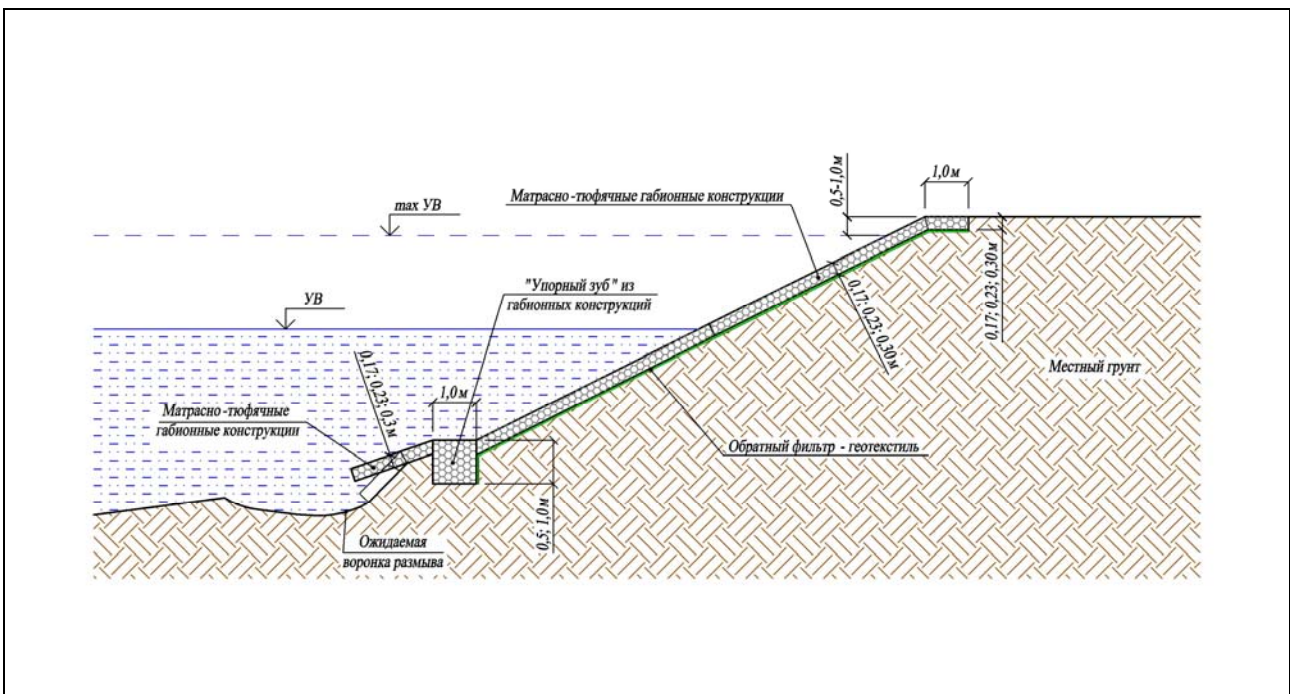 0,5-1,0м
1,0м
Матрасно-тюфячные габионные конструкции
max УВ
"Упорный зуб" из
габионных конструкций
УВ
0,17; 0,23; 0,30м
0,17; 0,23; 0,30м
Местный грунт
0,17; 0,23; 0,3м
1,0м
Матрасно-тюфячные
габионные конструкции
Обратный фильтр - геотекстиль
0,5; 1,0м
Ожидаемая
воронка размыва